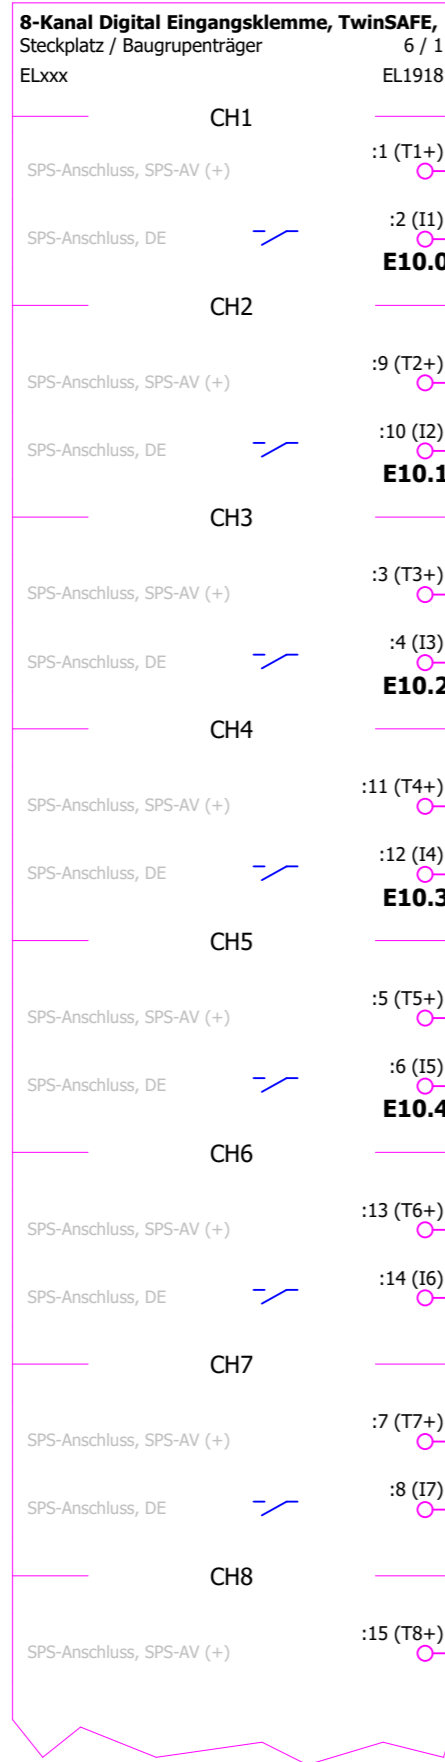 8-Kanal Digital Eingangsklemme, TwinSAFE,
Steckplatz / Baugrupenträger 6 / 1
ELxxx EL1918
CH1
:1 (T1+)
SPS-Anschluss, SPS-AV (+)
:2 (I1)
SPS-Anschluss, DE
E10.0
CH2
:9 (T2+)
SPS-Anschluss, SPS-AV (+)
:10 (I2)
SPS-Anschluss, DE
E10.1
CH3
:3 (T3+)
SPS-Anschluss, SPS-AV (+)
:4 (I3)
SPS-Anschluss, DE
E10.2
CH4
:11 (T4+)
SPS-Anschluss, SPS-AV (+)
:12 (I4)
SPS-Anschluss, DE
E10.3
CH5
:5 (T5+)
SPS-Anschluss, SPS-AV (+)
:6 (I5)
SPS-Anschluss, DE
E10.4
CH6
:13 (T6+)
SPS-Anschluss, SPS-AV (+)
:14 (I6)
SPS-Anschluss, DE
CH7
:7 (T7+)
SPS-Anschluss, SPS-AV (+)
:8 (I7)
SPS-Anschluss, DE
CH8
:15 (T8+)
SPS-Anschluss, SPS-AV (+)